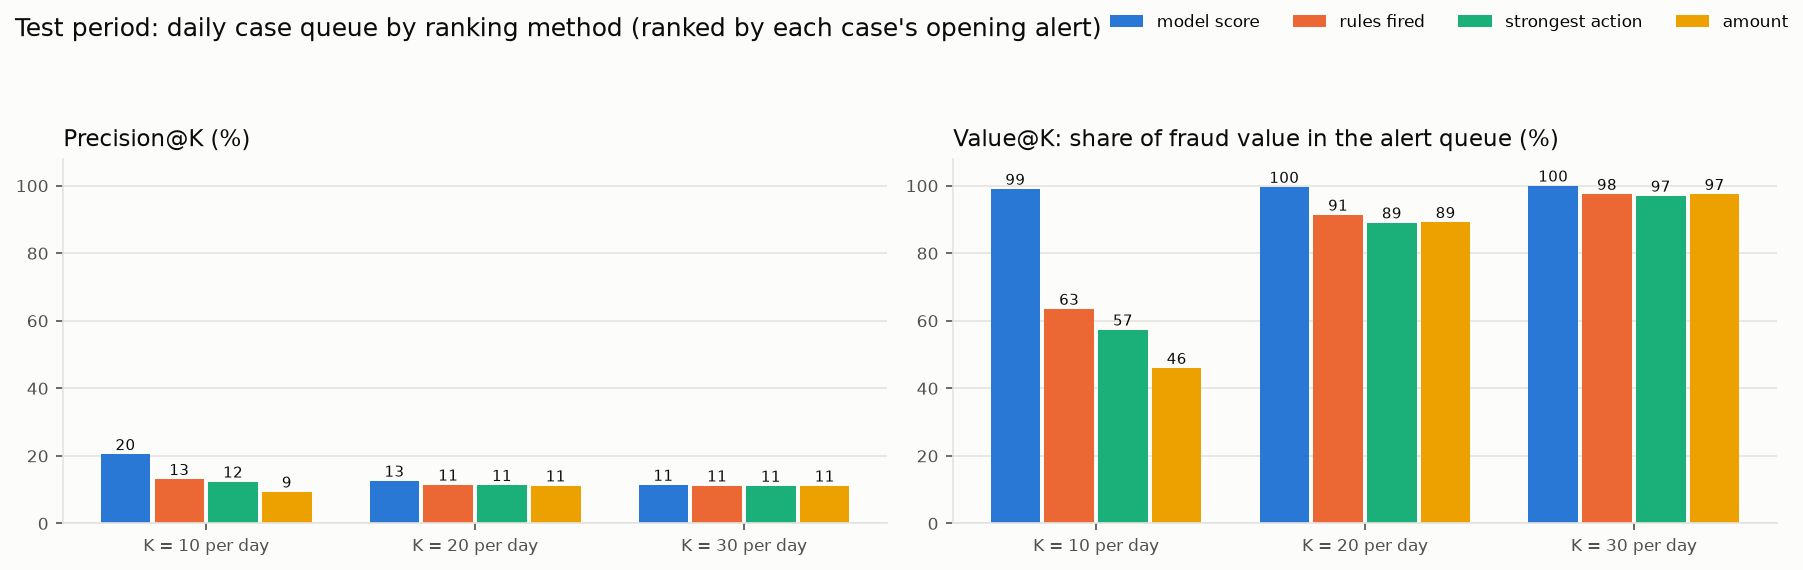 Test period: daily case queue by ranking method (ranked by each case's opening alert)
model score rules fired strongest action amount
Precision@K (%)
100
80
60
40
20
0
20 13 12 9
13 11 11 11
11 11 11 11
K = 10 per day K = 20 per day K = 30 per day
Value@K: share of fraud value in the alert queue (%)
100
80
60
40
20
0
99 63 57 46
100 91 89 89
100 98 97 97
K = 10 per day K = 20 per day K = 30 per day